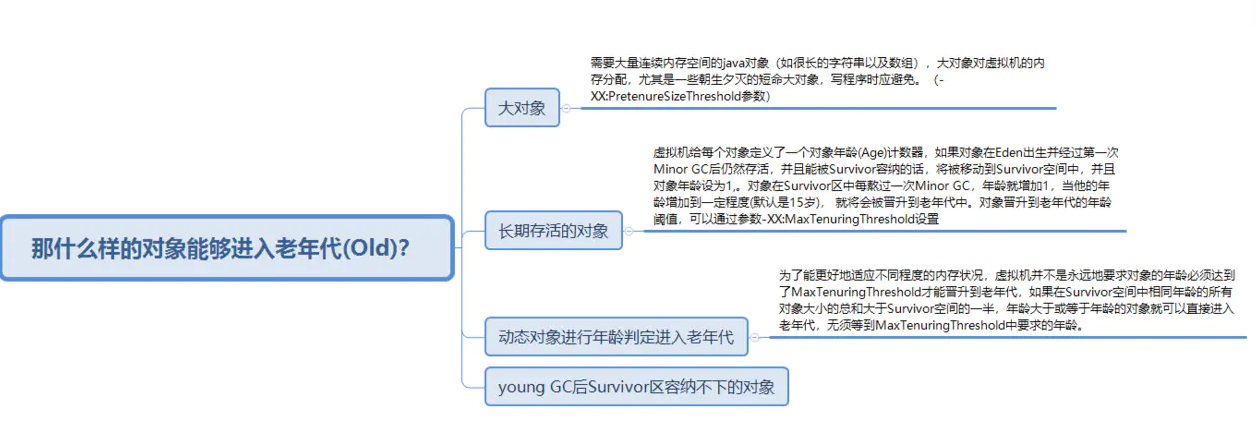 那什么样的对象能够进入老年代(Old)?
大对象
需要大量连续内存空间的java对象（如很长的字符串以及数组），大对象对虚拟机的内
存分配，尤其是一些朝生夕灭的短命大对象，写程序时应避免。（-
XX:PretenureSizeThreshold参数）
长期存活的对象
虚拟机给每个对象定义了一个对象年龄(Age)计数器，如果对象在Eden出生并经过第一次
Minor GC后仍然存活，并且能被Survivor容纳的话，将被移动到Survivor空间中，并且
对象年龄设为1,。对象在Survivor区中每熬过一次Minor GC，年龄就增加1，当他的年
龄增加到一定程度(默认是15岁)， 就将会被晋升到老年代中。对象晋升到老年代的年龄
阈值，可以通过参数-XX:MaxTenuringThreshold设置
动态对象进行年龄判定进入老年代
为了能更好地适应不同程度的内存状况，虚拟机并不是永远地要求对象的年龄必须达到
了MaxTenuringThreshold才能晋升到老年代，如果在Survivor空间中相同年龄的所有
对象大小的总和大于Survivor空间的一半，年龄大于或等于年龄的对象就可以直接进入
老年代，无须等到MaxTenuringThreshold中要求的年龄。
young GC后Survivor区容纳不下的对象